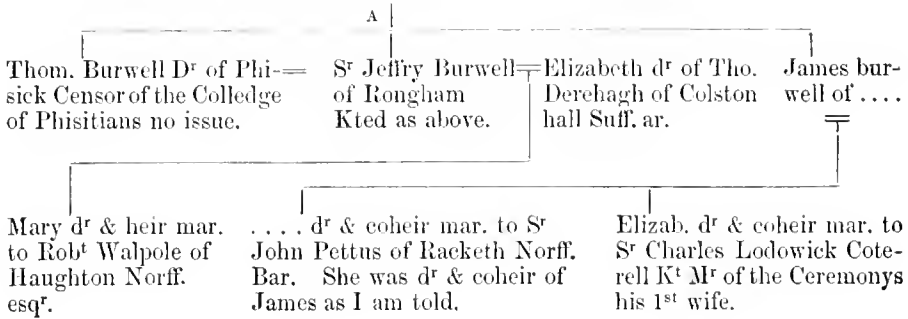 A
Thom. Burwell Dʳ of Phi-
sick Censor of the Colledge
of Phisitians no issue.
Sʳ Jeffry Burwell
of Rongham
Kted as above.
Elizabeth dʳ of Tho.
Derehagh of Colston
hall Suff. ar.
James bur-
well of ....
Mary dʳ & heir mar.
to Robᵗ Walpole of
Haughton Norff.
esqʳ.
.... dʳ & coheir mar. to Sʳ
John Pettus of Racketh Norff.
Bar. She was dʳ & coheir of
James as I am told.
Elizab. dʳ & coheir mar. to
Sʳ Charles Lodowick Cote-
rell Kᵗ Mʳ of the Ceremonys
his 1ˢᵗ wife.